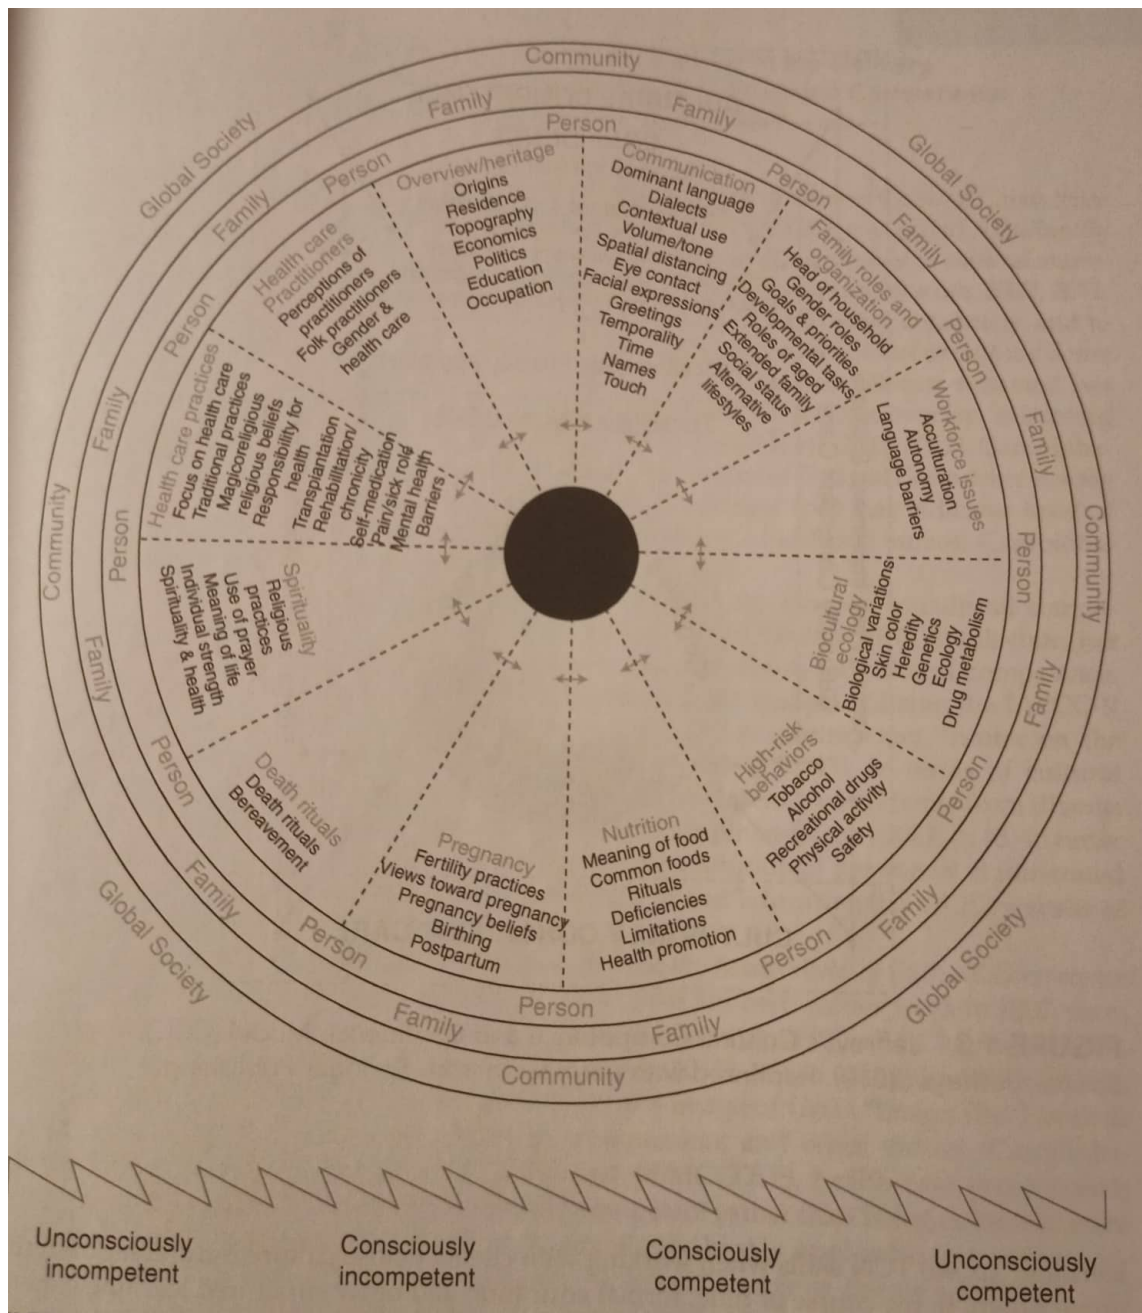 Community
Family
Family
Person
Global Society
Global Society
Person
Person
Family
Family
Overview/heritage
Origins
Residence
Topography
Economics
Politics
Education
Occupation
Communication
Dominant language
Dialects
Contextual use
Volume/tone
Spatial distancing
Eye contact
Facial expressions
Greetings
Temporality
Time
Names
Touch
Family roles and
organization
Head of household
Gender roles
Goals & priorities
Developmental tasks
Roles of aged
Extended family
Social status
Alternative
lifestyles
Person
Family
Workforce issues
Acculturation
Autonomy
Language barriers
Community
Person
Biocultural
ecology
Biological variations
Skin color
Heredity
Genetics
Ecology
Drug metabolism
Family
Person
High-risk
behaviors
Tobacco
Alcohol
Recreational drugs
Physical activity
Safety
Family
Global Society
Person
Nutrition
Meaning of food
Common foods
Rituals
Deficiencies
Limitations
Health promotion
Family
Person
Community
Pregnancy
Fertility practices
Views toward pregnancy
Pregnancy beliefs
Birthing
Postpartum
Family
Person
Death rituals
Death rituals
Bereavement
Family
Global Society
Person
Spirituality
Religious
practices
Use of prayer
Meaning of life
Individual strength
Spirituality & health
Family
Person
Community
Health care practices
Focus on health care
Traditional practices
Magicoreligious
religious beliefs
Responsibility for
health
Transplantation
Rehabilitation/
chronicity
Self-medication
Pain/sick role
Mental health
Barriers
Family
Person
Health care
Practitioners
Perceptions of
practitioners
Folk practitioners
Gender &
health care
Unconsciously
incompetent
Consciously
incompetent
Consciously
competent
Unconsciously
competent